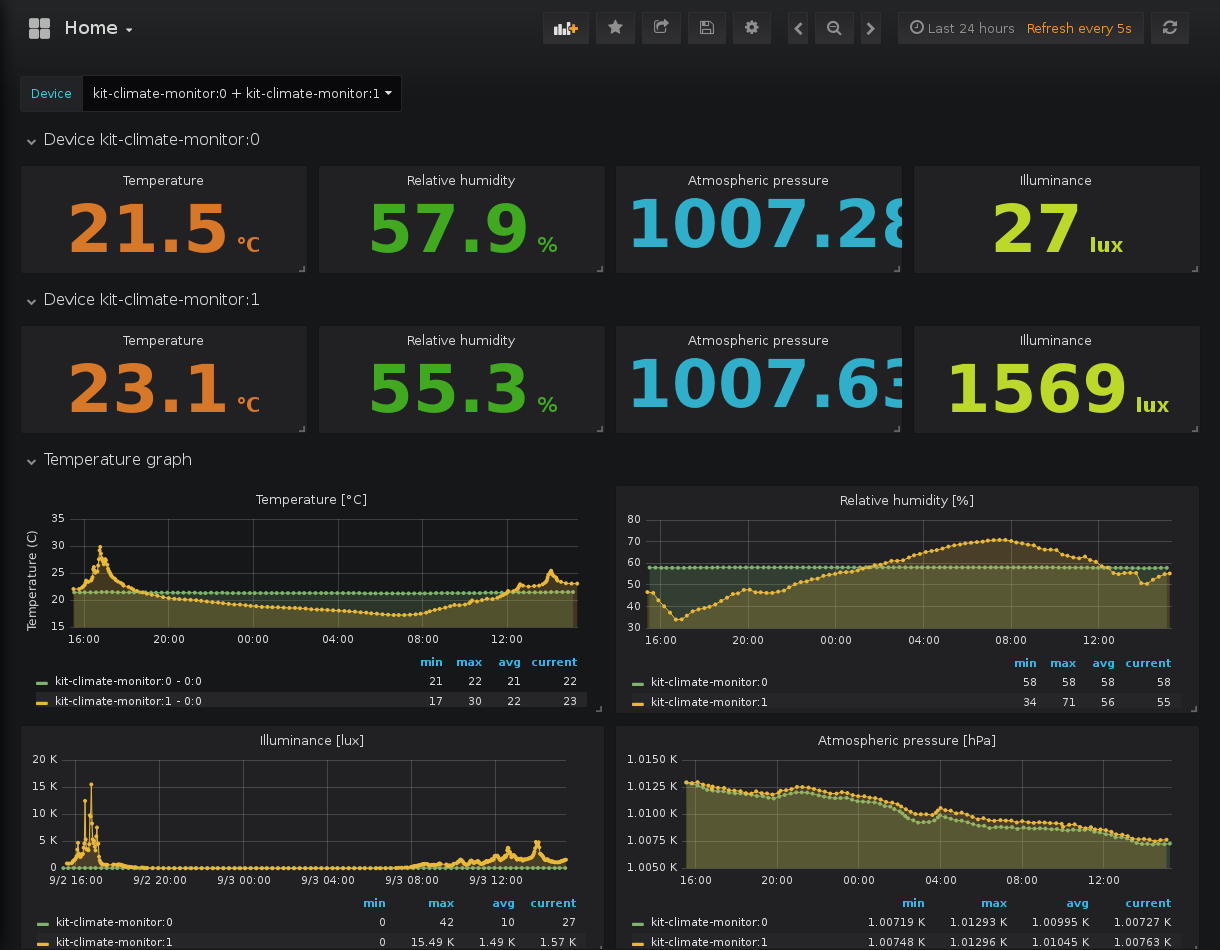 Home
Last 24 hours Refresh every 5s
Device kit-climate-monitor:0 + kit-climate-monitor:1
Device kit-climate-monitor:0
Temperature Relative humidity Atmospheric pressure Illuminance
21.5 °C 57.9 % 1007.28 27 lux
Device kit-climate-monitor:1
Temperature Relative humidity Atmospheric pressure Illuminance
23.1 °C 55.3 % 1007.63 1569 lux
Temperature graph
Temperature [°C]
Temperature (C)
35
30
25
20
15
16:00 20:00 00:00 04:00 08:00 12:00
min max avg current
kit-climate-monitor:0 - 0:0 21 22 21 22
kit-climate-monitor:1 - 0:0 17 30 22 23
Relative humidity [%]
80
70
60
50
40
30
16:00 20:00 00:00 04:00 08:00 12:00
min max avg current
kit-climate-monitor:0 58 58 58 58
kit-climate-monitor:1 34 71 56 55
Illuminance [lux]
20 K
15 K
10 K
5 K
0
9/2 16:00 9/2 20:00 9/3 00:00 9/3 04:00 9/3 08:00 9/3 12:00
min max avg current
kit-climate-monitor:0 0 42 10 27
kit-climate-monitor:1 0 15.49 K 1.49 K 1.57 K
Atmospheric pressure [hPa]
1.0150 K
1.0125 K
1.0100 K
1.0075 K
1.0050 K
16:00 20:00 00:00 04:00 08:00 12:00
min max avg current
kit-climate-monitor:0 1.00719 K 1.01293 K 1.00995 K 1.00727 K
kit-climate-monitor:1 1.00748 K 1.01296 K 1.01045 K 1.00763 K